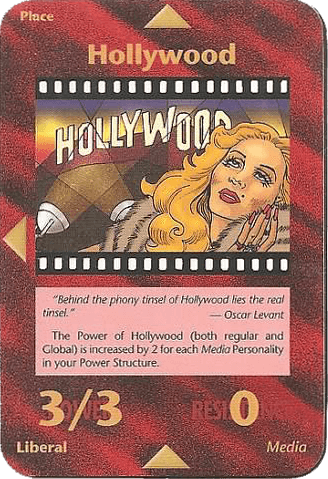 Place
Hollywood
HOLLYWOOD
"Behind the phony tinsel of Hollywood lies the real
tinsel."
— Oscar Levant
The Power of Hollywood (both regular and
Global) is increased by 2 for each Media Personality
in your Power Structure.
3/3
0
Liberal
Media